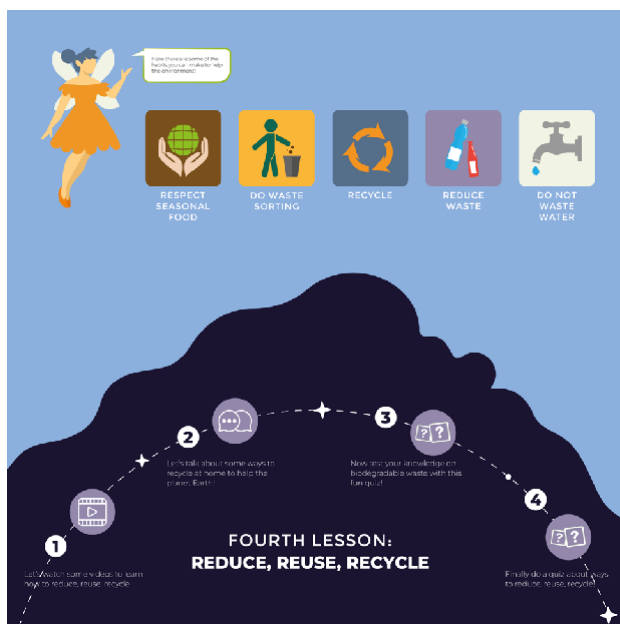 Now there are some of the
habits you can make to help
the environment!
RESPECT
SEASONAL
FOOD
DO WASTE
SORTING
RECYCLE
REDUCE
WASTE
DO NOT
WASTE
WATER
2
Let's talk about some ways to
recycle at home to help the
planet Earth!
3
Now test your knowledge on
biodegradable waste with this
fun quiz!
1
Let's watch some videos to learn
how to reduce, reuse, recycle
4
Finally do a quiz about ways
to reduce, reuse, recycle!
FOURTH LESSON:
REDUCE, REUSE, RECYCLE